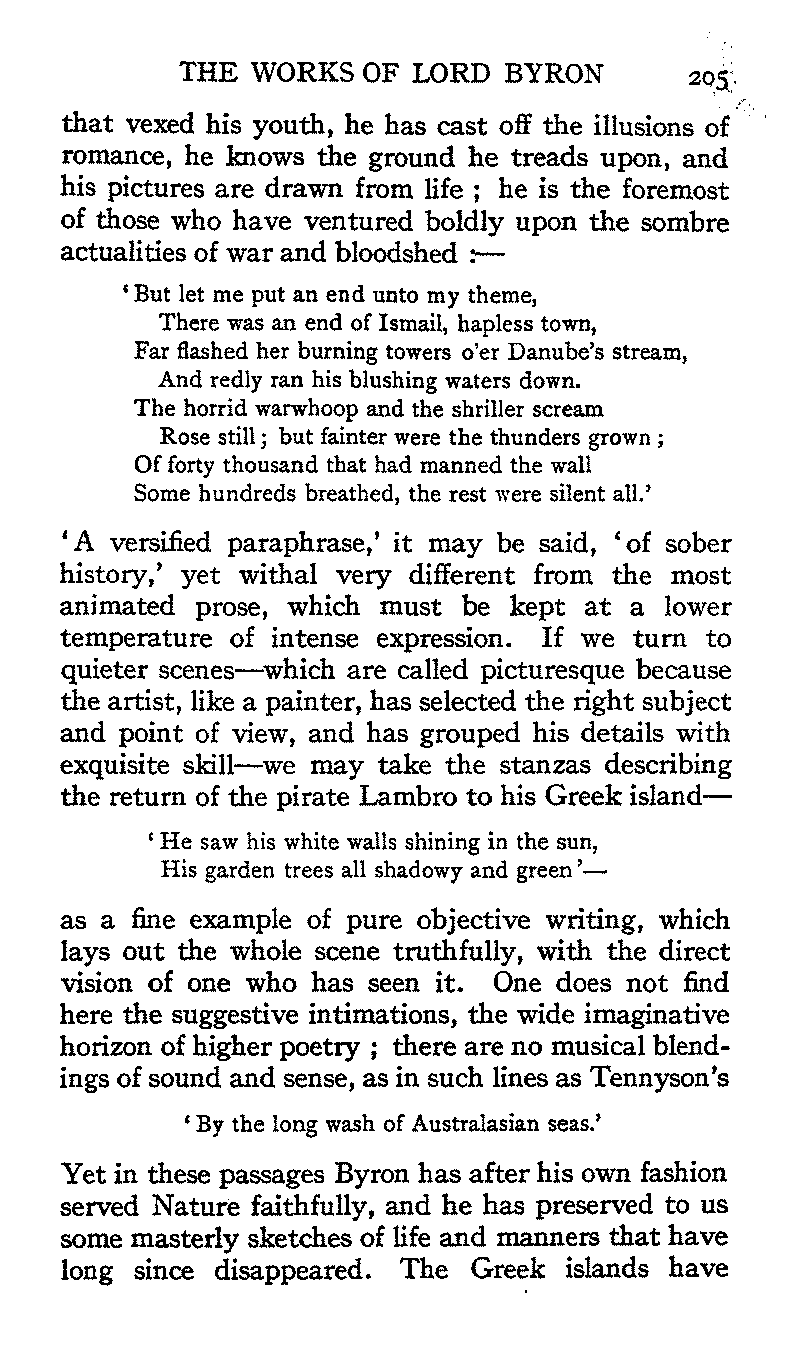 THE WORKS OF LORD BYRON 205
that vexed his youth, he has cast off the illusions of
romance, he knows the ground he treads upon, and
his pictures are drawn from life ; he is the foremost
of those who have ventured boldly upon the sombre
actualities of war and bloodshed :—
‘But let me put an end unto my theme,
There was an end of Ismail, hapless town,
Far flashed her burning towers o’er Danube’s stream,
And redly ran his blushing waters down.
The horrid warwhoop and the shriller scream
Rose still ; but fainter were the thunders grown ;
Of forty thousand that had manned the wall
Some hundreds breathed, the rest were silent all.’
‘A versified paraphrase,’ it may be said, ‘of sober
history,’ yet withal very different from the most
animated prose, which must be kept at a lower
temperature of intense expression. If we turn to
quieter scenes—which are called picturesque because
the artist, like a painter, has selected the right subject
and point of view, and has grouped his details with
exquisite skill—we may take the stanzas describing
the return of the pirate Lambro to his Greek island—
‘He saw his white walls shining in the sun,
His garden trees all shadowy and green’—
as a fine example of pure objective writing, which
lays out the whole scene truthfully, with the direct
vision of one who has seen it. One does not find
here the suggestive intimations, the wide imaginative
horizon of higher poetry ; there are no musical blend-
ings of sound and sense, as in such lines as Tennyson’s
‘By the long wash of Australasian seas.’
Yet in these passages Byron has after his own fashion
served Nature faithfully, and he has preserved to us
some masterly sketches of life and manners that have
long since disappeared. The Greek islands have